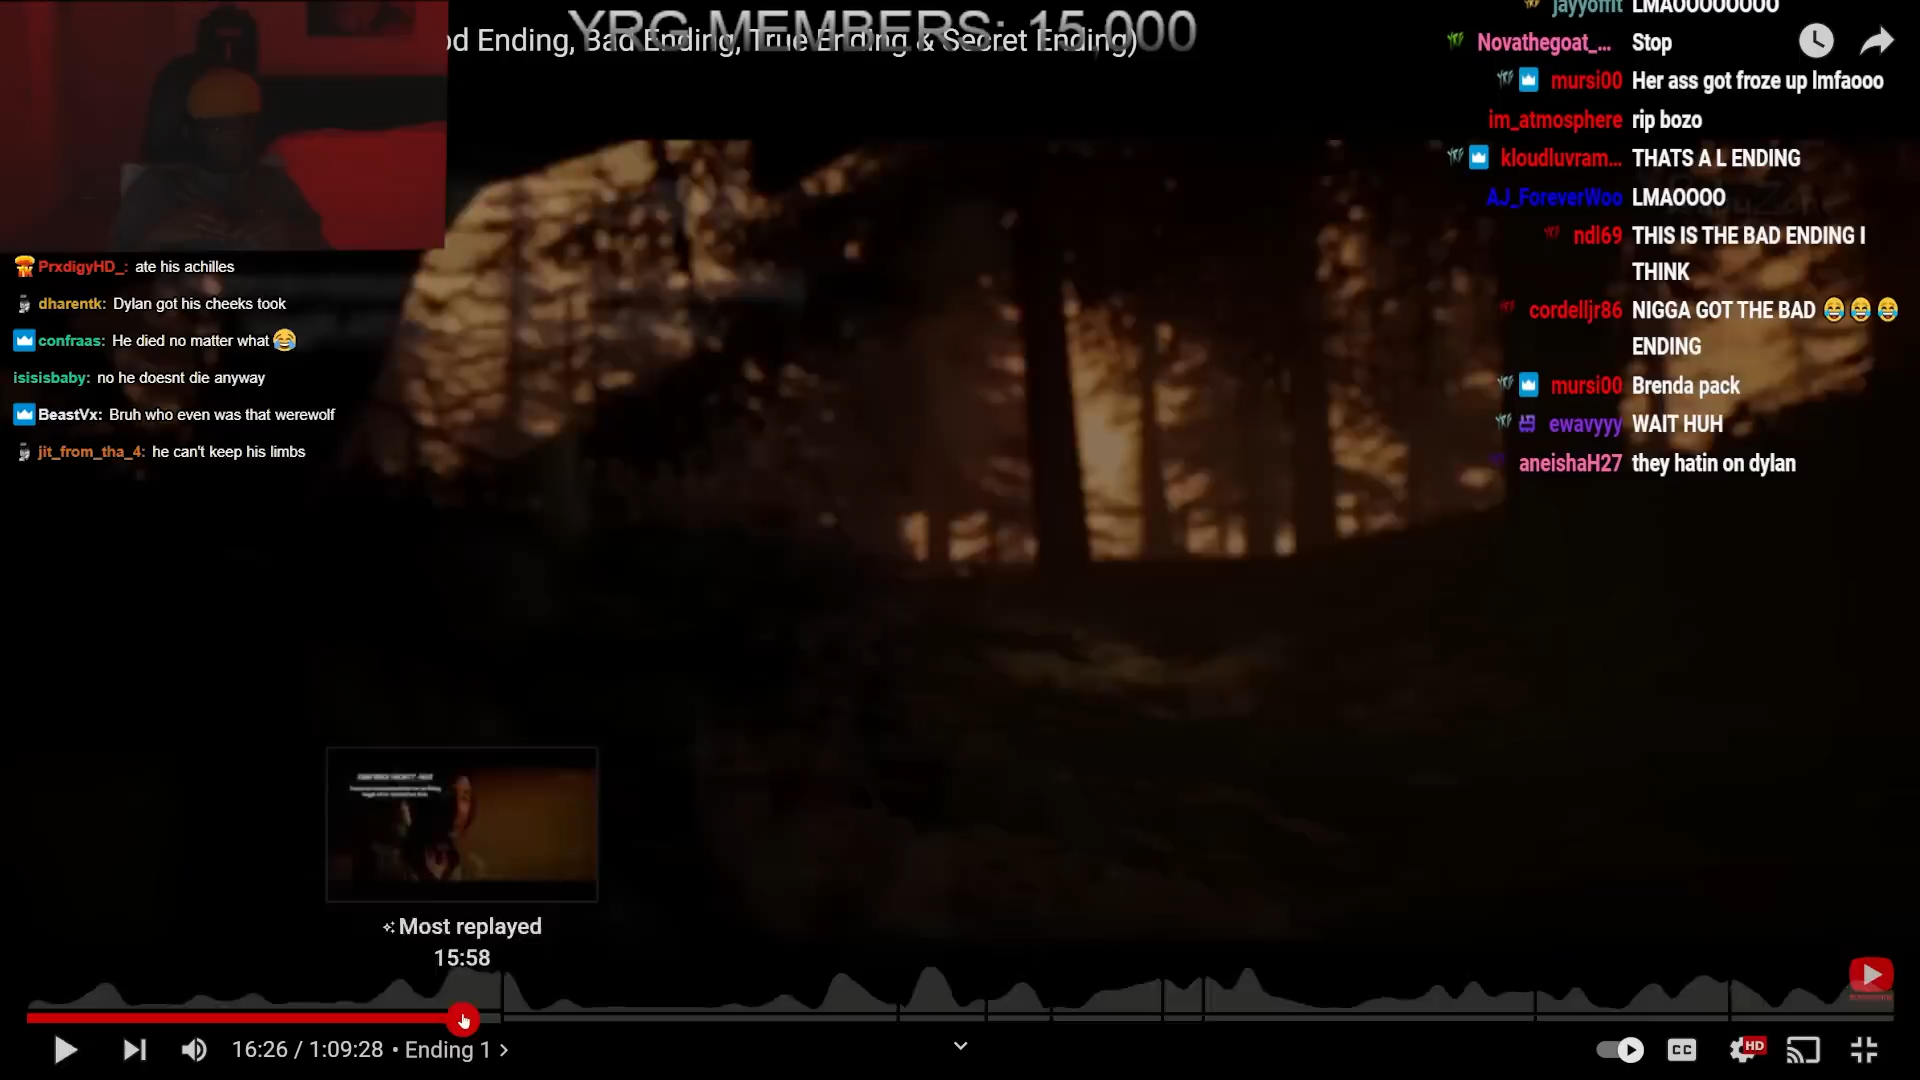 YRG MEMBERS: 15,000
od Ending, Bad Ending, True Ending & Secret Ending)
jayyoffit LMAOOOOOOOO
Novathegoat_... Stop
mursi00 Her ass got froze up lmfaooo
im_atmosphere rip bozo
kloudluvram... THATS A L ENDING
AJ_ForeverWoo LMAOOOO
ndl69 THIS IS THE BAD ENDING I
THINK
cordelljr86 NIGGA GOT THE BAD 😂😂😂
ENDING
mursi00 Brenda pack
ewavyyy WAIT HUH
aneishaH27 they hatin on dylan
PrxdigyHD_: ate his achilles
dharentk: Dylan got his cheeks took
confraas: He died no matter what 😂
isisisbaby: no he doesnt die anyway
BeastVx: Bruh who even was that werewolf
jit_from_tha_4: he can't keep his limbs
Most replayed
15:58
16:26 / 1:09:28 • Ending 1 >
CC
HD